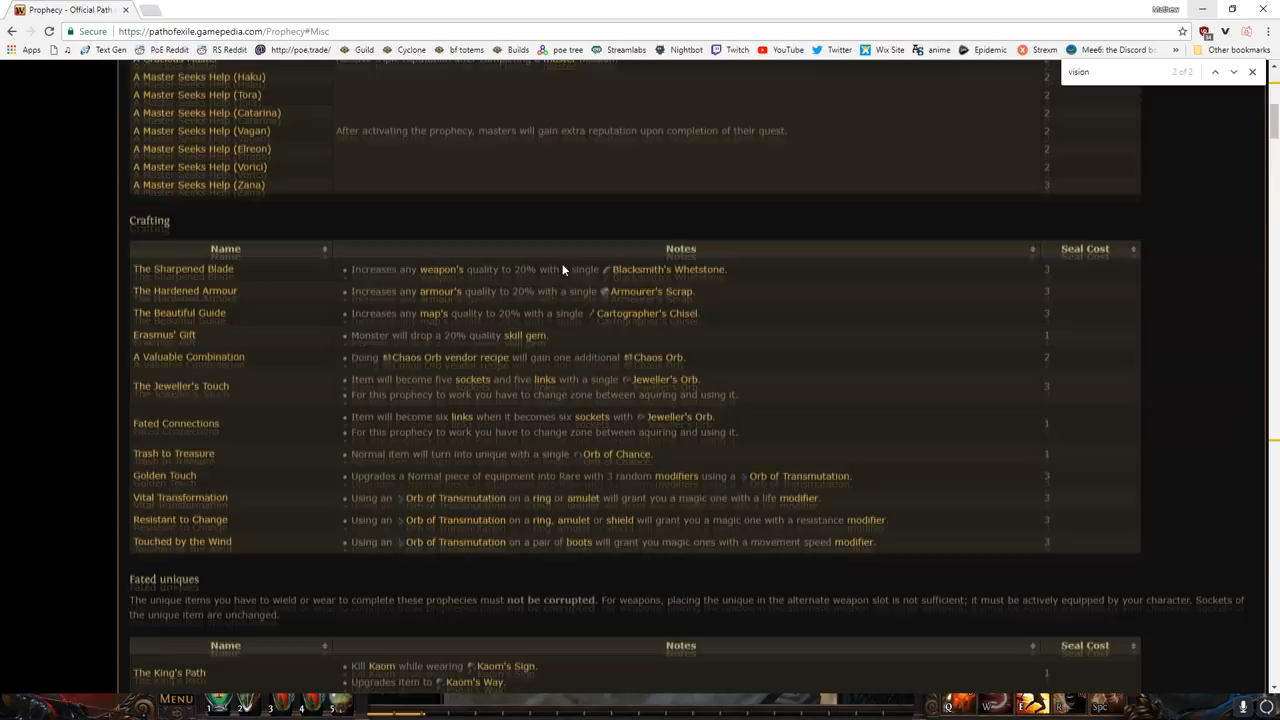 Prophecy - Official Path
Mathew
Secure
https://pathofexile.gamepedia.com/Prophecy#Misc
Apps Text Gen PoE Reddit RS Reddit http://poe.trade/ Guild Cyclone bf totems Builds poe tree Streamlabs Nightbot Twitch YouTube Twitter Wix Site anime Epidemic Strexm Mee6: the Discord b Other bookmarks
vision 2 of 2
A Master Seeks Help (Haku) 2
A Master Seeks Help (Tora) 2
A Master Seeks Help (Catarina) 2
A Master Seeks Help (Vagan) After activating the prophecy, masters will gain extra reputation upon completion of their quest. 2
A Master Seeks Help (Elreon) 2
A Master Seeks Help (Vorici) 2
A Master Seeks Help (Zana) 3
Crafting
Name Notes Seal Cost
The Sharpened Blade • Increases any weapon's quality to 20% with a single Blacksmith's Whetstone. 3
The Hardened Armour • Increases any armour's quality to 20% with a single Armourer's Scrap. 3
The Beautiful Guide • Increases any map's quality to 20% with a single Cartographer's Chisel. 3
Erasmus' Gift • Monster will drop a 20% quality skill gem. 1
A Valuable Combination • Doing Chaos Orb vendor recipe will gain one additional Chaos Orb. 2
The Jeweller's Touch • Item will become five sockets and five links with a single Jeweller's Orb. 3
• For this prophecy to work you have to change zone between aquiring and using it.
Fated Connections • Item will become six links when it becomes six sockets with Jeweller's Orb. 1
• For this prophecy to work you have to change zone between aquiring and using it.
Trash to Treasure • Normal item will turn into unique with a single Orb of Chance. 1
Golden Touch • Upgrades a Normal piece of equipment into Rare with 3 random modifiers using a Orb of Transmutation. 3
Vital Transformation • Using an Orb of Transmutation on a ring or amulet will grant you a magic one with a life modifier. 3
Resistant to Change • Using an Orb of Transmutation on a ring, amulet or shield will grant you a magic one with a resistance modifier. 3
Touched by the Wind • Using an Orb of Transmutation on a pair of boots will grant you magic ones with a movement speed modifier. 3
Fated uniques
The unique items you have to wield or wear to complete these prophecies must not be corrupted. For weapons, placing the unique in the alternate weapon slot is not sufficient; it must be actively equipped by your character. Sockets of
the unique item are unchanged.
Name Notes Seal Cost
The King's Path • Kill Kaom while wearing Kaom's Sign. 1
• Upgrades item to Kaom's Way.
MENU 1 2 3 4 5 Q W E R